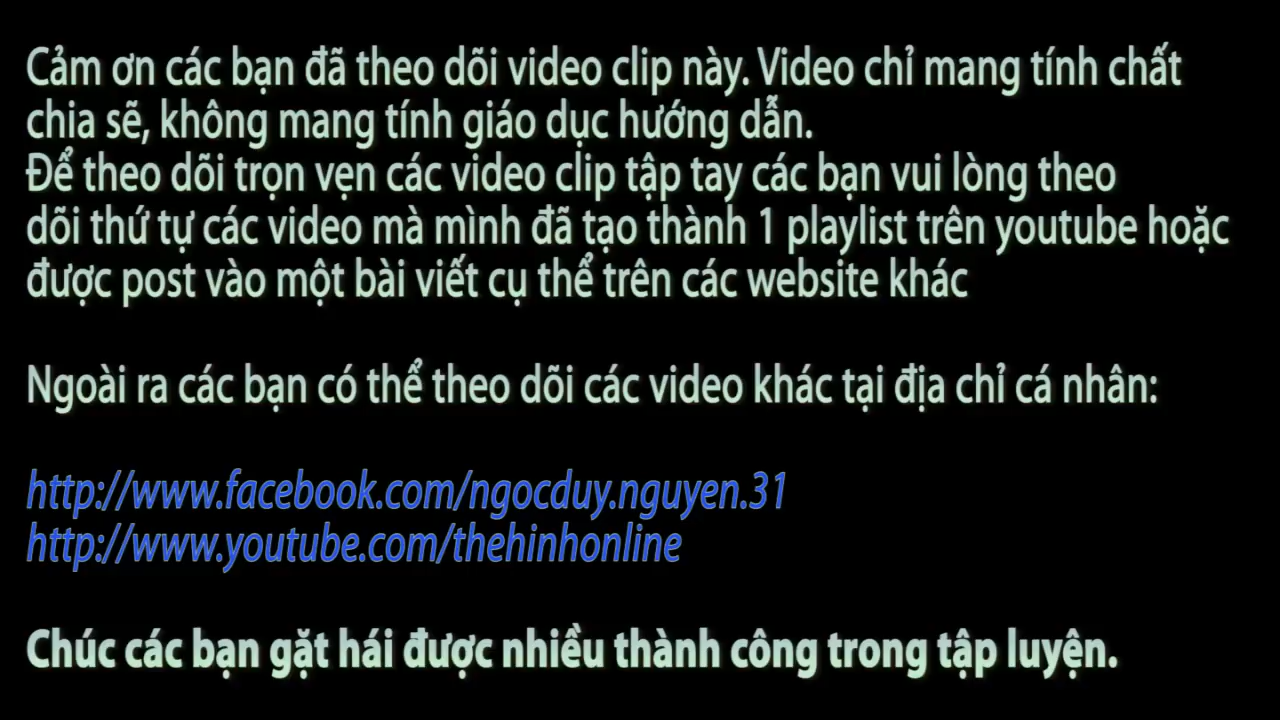 Cảm ơn các bạn đã theo dõi video clip này. Video chỉ mang tính chất
chia sẽ, không mang tính giáo dục hướng dẫn.
Để theo dõi trọn vẹn các video clip tập tay các bạn vui lòng theo
dõi thứ tự các video mà mình đã tạo thành 1 playlist trên youtube hoặc
được post vào một bài viết cụ thể trên các website khác
Ngoài ra các bạn có thể theo dõi các video khác tại địa chỉ cá nhân:
http://www.facebook.com/ngocduy.nguyen.31
http://www.youtube.com/thehinhonline
Chúc các bạn gặt hái được nhiều thành công trong tập luyện.